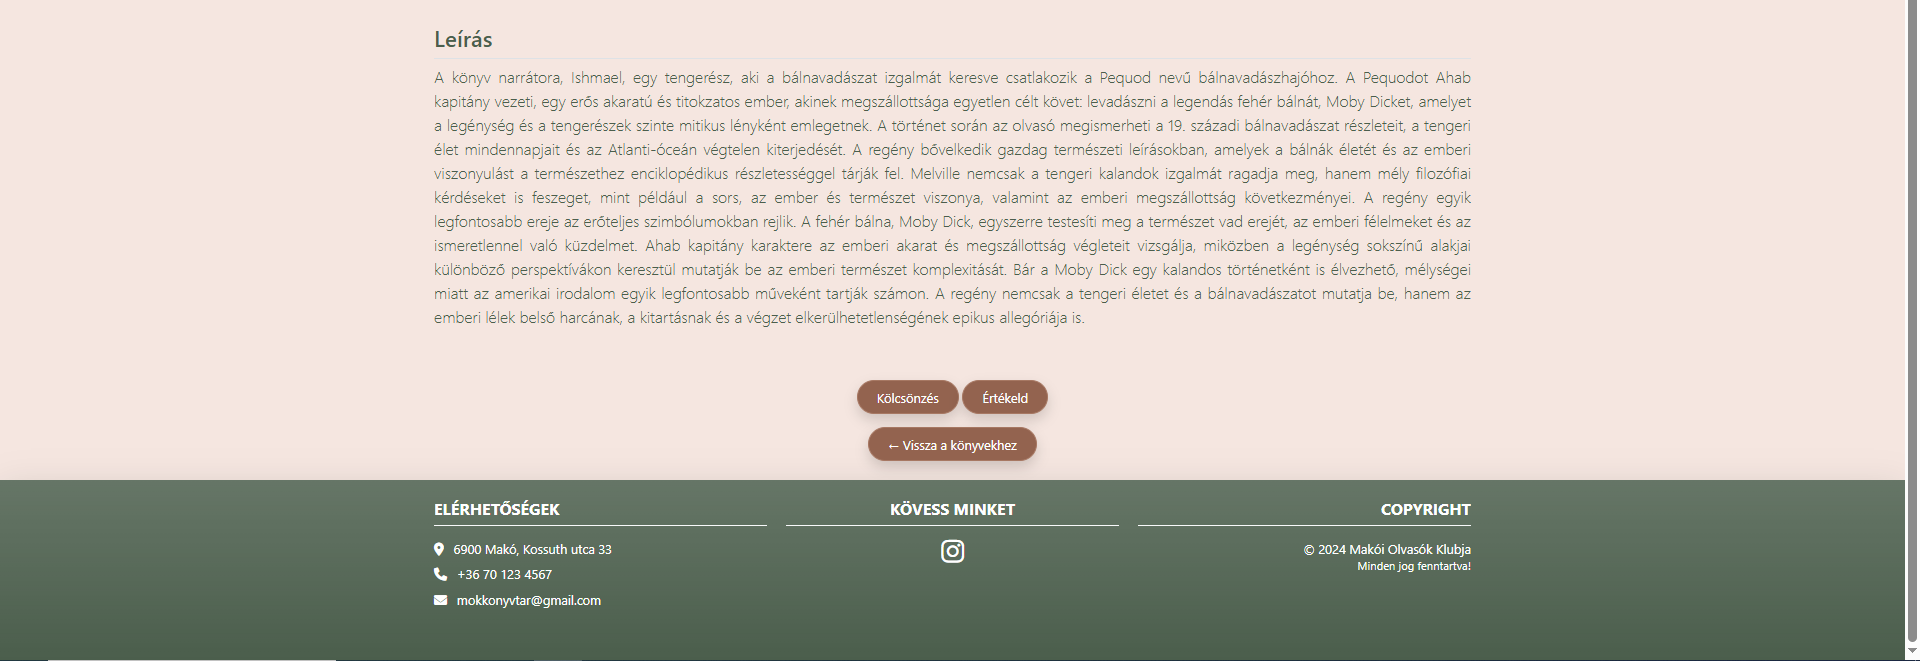 Leírás
A könyv narrátora, Ishmael, egy tengerész, aki a bálnavadászat izgalmát keresve csatlakozik a Pequod nevű bálnavadászhajóhoz. A Pequodot Ahab
kapitány vezeti, egy erős akaratú és titokzatos ember, akinek megszállottsága egyetlen célt követ: levadászni a legendás fehér bálnát, Moby Dicket, amelyet
a legénység és a tengerészek szinte mitikus lényként emlegetnek. A történet során az olvasó megismerheti a 19. századi bálnavadászat részleteit, a tengeri
élet mindennapjait és az Atlanti-óceán végtelen kiterjedését. A regény bővelkedik gazdag természeti leírásokban, amelyek a bálnák életét és az emberi
viszonyulást a természethez enciklopédikus részletességgel tárják fel. Melville nemcsak a tengeri kalandok izgalmát ragadja meg, hanem mély filozófiai
kérdéseket is feszeget, mint például a sors, az ember és természet viszonya, valamint az emberi megszállottság következményei. A regény egyik
legfontosabb ereje az erőteljes szimbólumokban rejlik. A fehér bálna, Moby Dick, egyszerre testesíti meg a természet vad erejét, az emberi félelmeket és az
ismeretlennel való küzdelmet. Ahab kapitány karaktere az emberi akarat és megszállottság végleteit vizsgálja, miközben a legénység sokszínű alakjai
különböző perspektívákon keresztül mutatják be az emberi természet komplexitását. Bár a Moby Dick egy kalandos történetként is élvezhető, mélységei
miatt az amerikai irodalom egyik legfontosabb műveként tartják számon. A regény nemcsak a tengeri életet és a bálnavadászatot mutatja be, hanem az
emberi lélek belső harcának, a kitartásnak és a végzet elkerülhetetlenségének epikus allegóriája is.
Kölcsönzés
Értékeld
← Vissza a könyvekhez
ELÉRHETŐSÉGEK
6900 Makó, Kossuth utca 33
+36 70 123 4567
mokkonyvtar@gmail.com
KÖVESS MINKET
COPYRIGHT
© 2024 Makói Olvasók Klubja
Minden jog fenntartva!